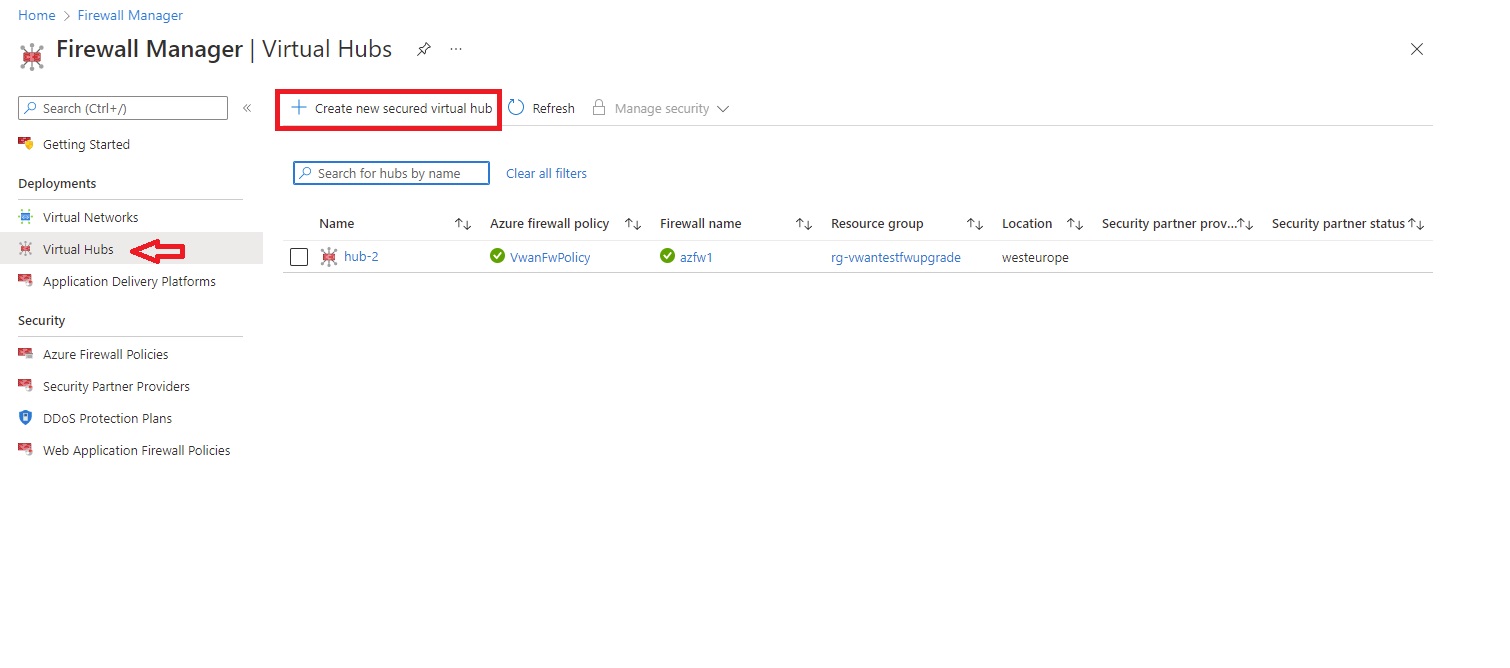 Home > Firewall Manager
Firewall Manager | Virtual Hubs ...
Search (Ctrl+/) «
Getting Started
Deployments
Virtual Networks
Virtual Hubs
Application Delivery Platforms
Security
Azure Firewall Policies
Security Partner Providers
DDoS Protection Plans
Web Application Firewall Policies
+ Create new secured virtual hub Refresh Manage security
Search for hubs by name Clear all filters
Name ↑↓ Azure firewall policy ↑↓ Firewall name ↑↓ Resource group ↑↓ Location ↑↓ Security partner prov...↑↓ Security partner status ↑↓
hub-2 VwanFwPolicy azfw1 rg-vwantestfwupgrade westeurope